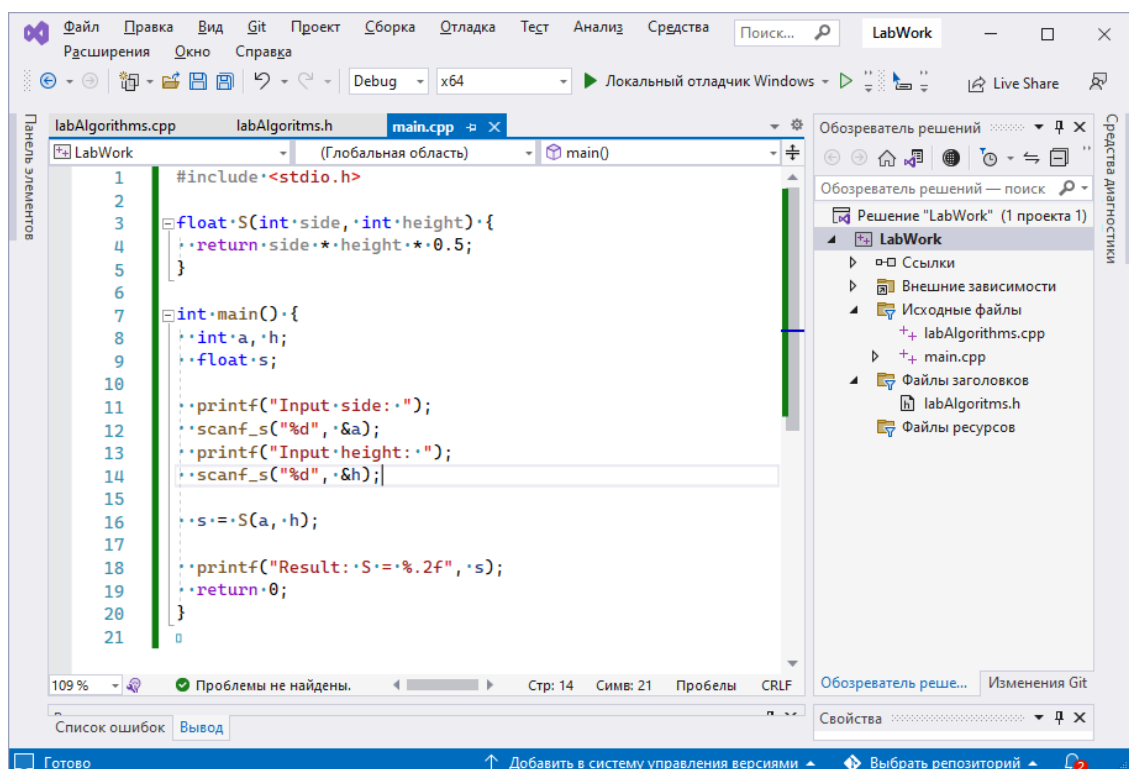 Файл Правка Вид Git Проект Сборка Отладка Тест Анализ Средства Поиск... LabWork
Расширения Окно Справка
Debug x64 Локальный отладчик Windows Live Share
Панель элементов
labAlgorithms.cpp labAlgoritms.h main.cpp
LabWork (Глобальная область) main()
1 #include·<stdio.h>
2
3 float·S(int·side,·int·height)·{
4 ··return·side·*·height·*·0.5;
5 }
6
7 int·main()·{
8 ··int·a,·h;
9 ··float·s;
10
11 ··printf("Input·side:·");
12 ··scanf_s("%d",·&a);
13 ··printf("Input·height:·");
14 ··scanf_s("%d",·&h);
15
16 ··s·=·S(a,·h);
17
18 ··printf("Result:·S·=·%.2f",·s);
19 ··return·0;
20 }
21
109 % Проблемы не найдены. Стр: 14 Симв: 21 Пробелы CRLF
Список ошибок Вывод
Обозреватель решений
Обозреватель решений — поиск
Решение "LabWork" (1 проекта 1)
LabWork
Ссылки
Внешние зависимости
Исходные файлы
labAlgorithms.cpp
main.cpp
Файлы заголовков
labAlgoritms.h
Файлы ресурсов
Обозреватель реше... Изменения Git
Свойства
Средства диагностики
Готово Добавить в систему управления версиями Выбрать репозиторий 2